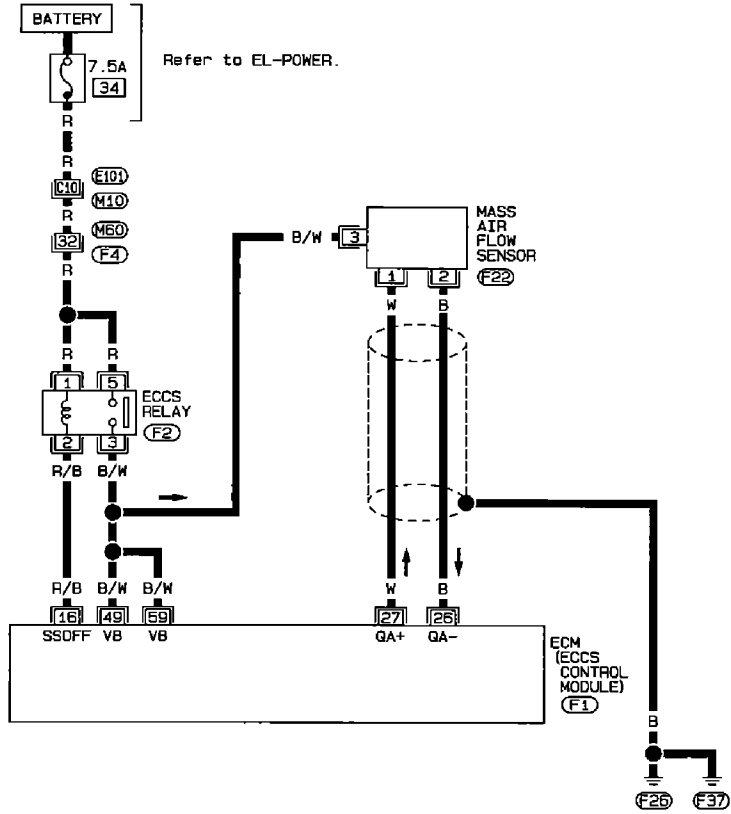 BATTERY
7.5A
34
Refer to EL-POWER.
R
R
C10
E101
M10
R
32
M60
F4
R
R
R
1
5
ECCS
RELAY
F2
2
3
R/B
B/W
B/W
3
MASS
AIR
FLOW
SENSOR
F22
1
2
W
B
R/B
B/W
B/W
W
B
16
49
59
27
26
SSOFF
VB
VB
QA+
QA-
ECM
(ECCS
CONTROL
MODULE)
F1
B
F26
F37